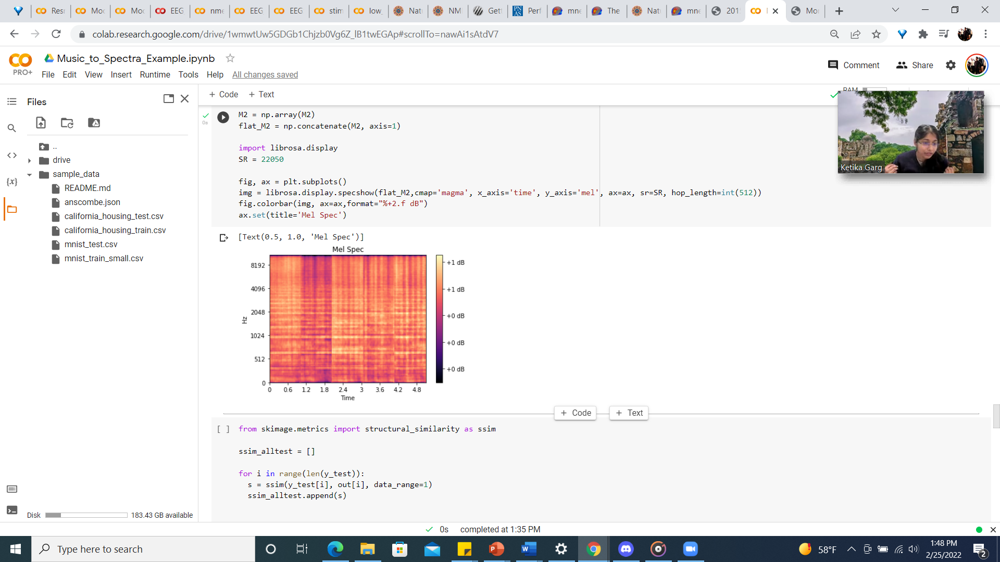 Resr
Moc
Moc
EEG
nme
EEG
EEG
stim
low_
Natu
NM
Gett
PN AS
Perf
mne
The
Natu
mne
201
Mor
colab.research.google.com/drive/1wmwtUw5GDGb1Chjzb0Vg6Z_lB1twEGAp#scrollTo=nawAi1sAtdV7
PRO+
Music_to_Spectra_Example.ipynb
Comment
Share
File Edit View Insert Runtime Tools Help All changes saved
Files
+ Code + Text
RAM
..
drive
sample_data
README.md
anscombe.json
california_housing_test.csv
california_housing_train.csv
mnist_test.csv
mnist_train_small.csv
{x}
Disk 183.43 GB available
0s
M2 = np.array(M2)
flat_M2 = np.concatenate(M2, axis=1)
import librosa.display
SR = 22050
fig, ax = plt.subplots()
img = librosa.display.specshow(flat_M2,cmap='magma', x_axis='time', y_axis='mel', ax=ax, sr=SR, hop_length=int(512))
fig.colorbar(img, ax=ax,format="%+2.f dB")
ax.set(title='Mel Spec')
Ketika Garg
[Text(0.5, 1.0, 'Mel Spec')]
Mel Spec
8192
4096
2048
1024
512
0
Hz
0 0.6 1.2 1.8 2.4 3 3.6 4.2 4.8
Time
+1 dB
+1 dB
+0 dB
+0 dB
+0 dB
+ Code + Text
[ ]
from skimage.metrics import structural_similarity as ssim
ssim_alltest = []
for i in range(len(y_test)):
s = ssim(y_test[i], out[i], data_range=1)
ssim_alltest.append(s)
0s completed at 1:35 PM
Type here to search
58°F
1:48 PM
2/25/2022
2